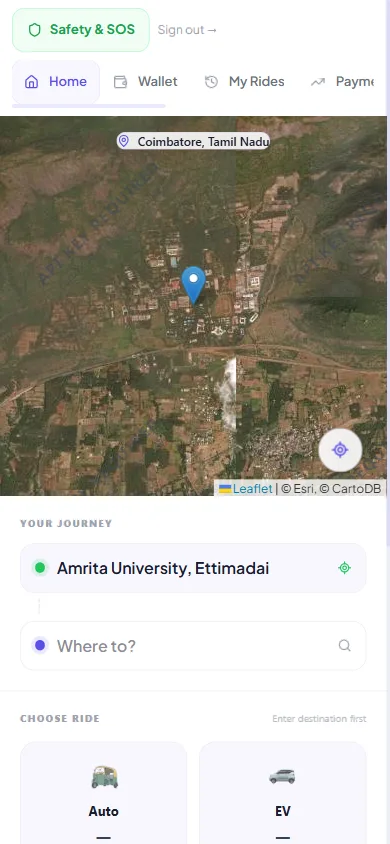 Safety & SOS Sign out →
Home Wallet My Rides Payme
Coimbatore, Tamil Nadu
Leaflet | © Esri, © CartoDB
YOUR JOURNEY
Amrita University, Ettimadai
Where to?
CHOOSE RIDE Enter destination first
Auto EV
— —